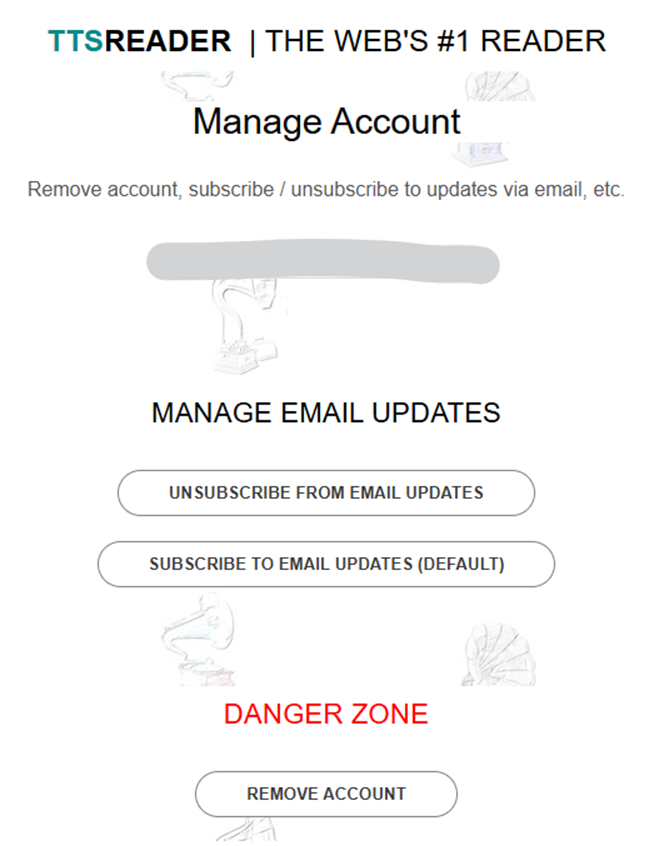 TTSREADER | THE WEB'S #1 READER
Manage Account
Remove account, subscribe / unsubscribe to updates via email, etc.
MANAGE EMAIL UPDATES
UNSUBSCRIBE FROM EMAIL UPDATES
SUBSCRIBE TO EMAIL UPDATES (DEFAULT)
DANGER ZONE
REMOVE ACCOUNT